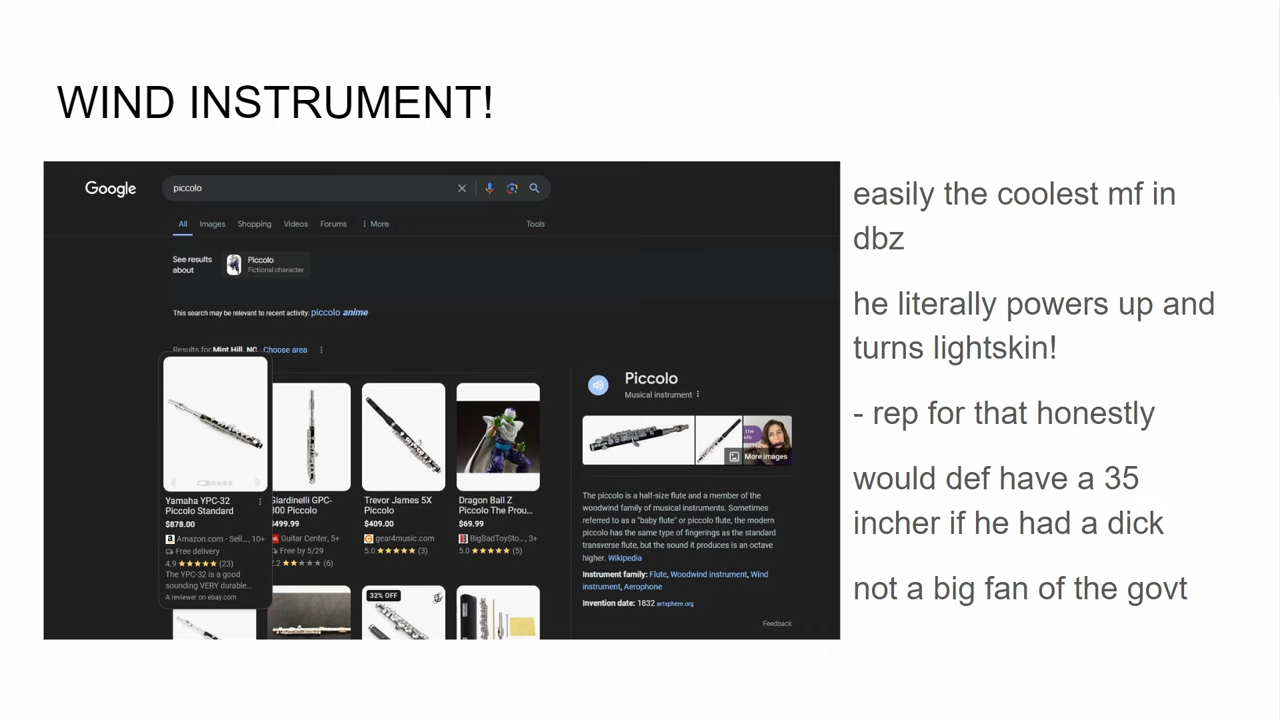 WIND INSTRUMENT!
Google
piccolo
All Images Shopping Videos Forums More Tools
See results about
Piccolo
Fictional character
This search may be relevant to recent activity: piccolo anime
Results for Mint Hill, NC Choose area
Yamaha YPC-32 Piccolo Standard
$878.00
Amazon.com - Sell..., 10+
Free delivery
4.9 (23)
The YPC-32 is a good sounding VERY durable...
A reviewer on ebay.com
Giardinelli GPC-
300 Piccolo
$499.99
Guitar Center, 5+
Free by 5/29
2.2 (6)
Trevor James 5X Piccolo
$409.00
gear4music.com
5.0 (3)
Dragon Ball Z Piccolo The Prou...
$69.99
BigBadToySto..., 3+
5.0 (5)
32% OFF
Piccolo
Musical instrument
More images
The piccolo is a half-size flute and a member of the
woodwind family of musical instruments. Sometimes
referred to as a "baby flute" or piccolo flute, the modern
piccolo has the same type of fingerings as the standard
transverse flute, but the sound it produces is an octave
higher. Wikipedia
Instrument family: Flute, Woodwind instrument, Wind
instrument, Aerophone
Invention date: 1832 artsphere.org
Feedback
easily the coolest mf in
dbz
he literally powers up and
turns lightskin!
- rep for that honestly
would def have a 35
incher if he had a dick
not a big fan of the govt